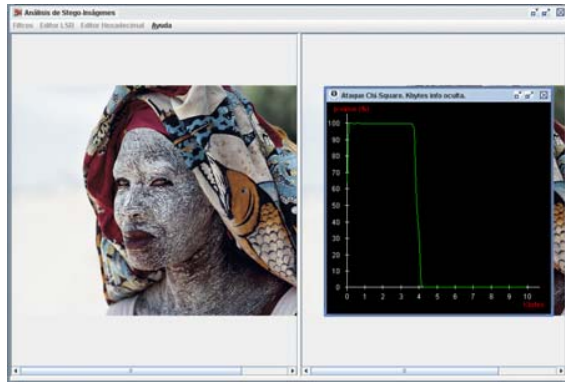 Análisis de Stego-Imágenes
Filtros Editor LSB Editor Hexadecimal Ayuda
Ataque Chi Square. Kbytes info oculta.
100
90
80
70
60
50
40
30
20
10
0
0 1 2 3 4 5 6 7 8 9 10